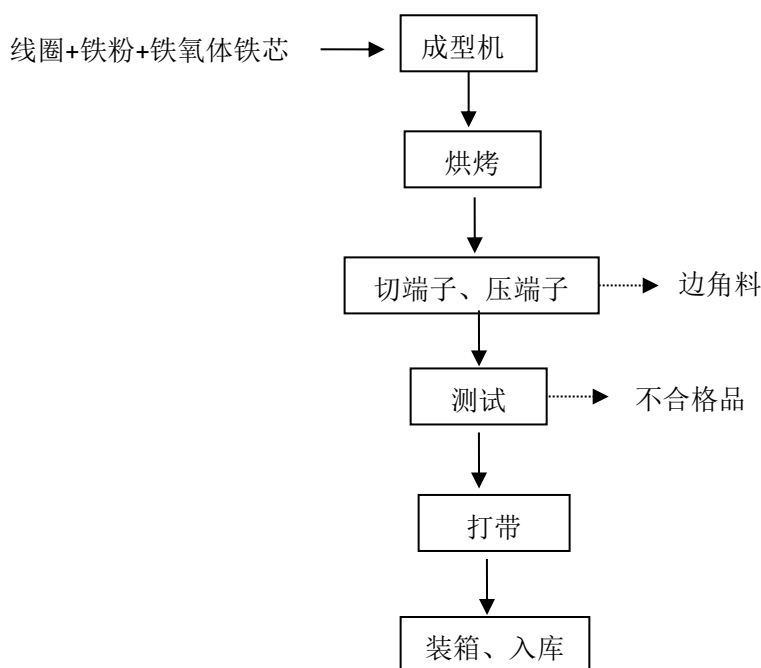 线圈+铁粉+铁氧体铁芯
成型机
烘烤
切端子、压端子
边角料
测试
不合格品
打带
装箱、入库